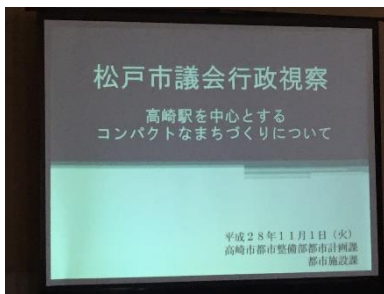 松戸市議会行政視察
高崎駅を中心とする
コンパクトなまちづくりについて
平成28年11月1日（火）
高崎市都市整備部都市計画課
都市施設課